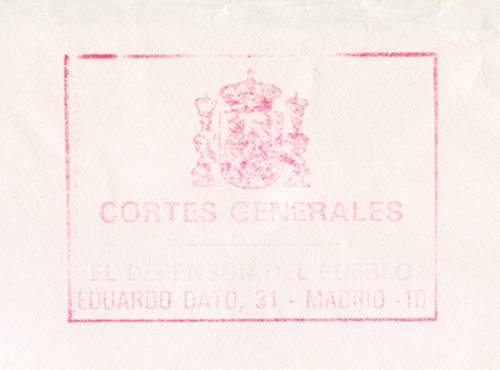 CORTES GENERALES
EL DEFENSOR DEL PUEBLO
EDUARDO DATO, 31 - MADRID -10